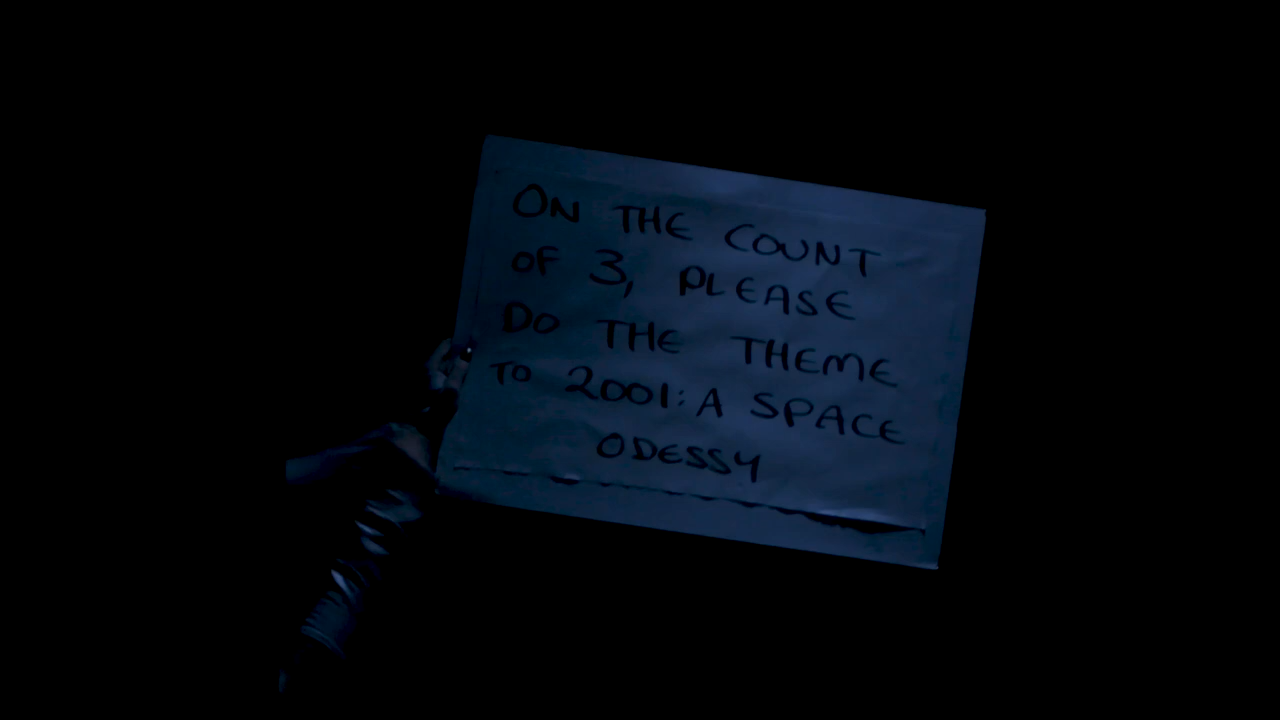 ON THE COUNT
OF 3, PLEASE
DO THE THEME
TO 2001: A SPACE
ODESSY